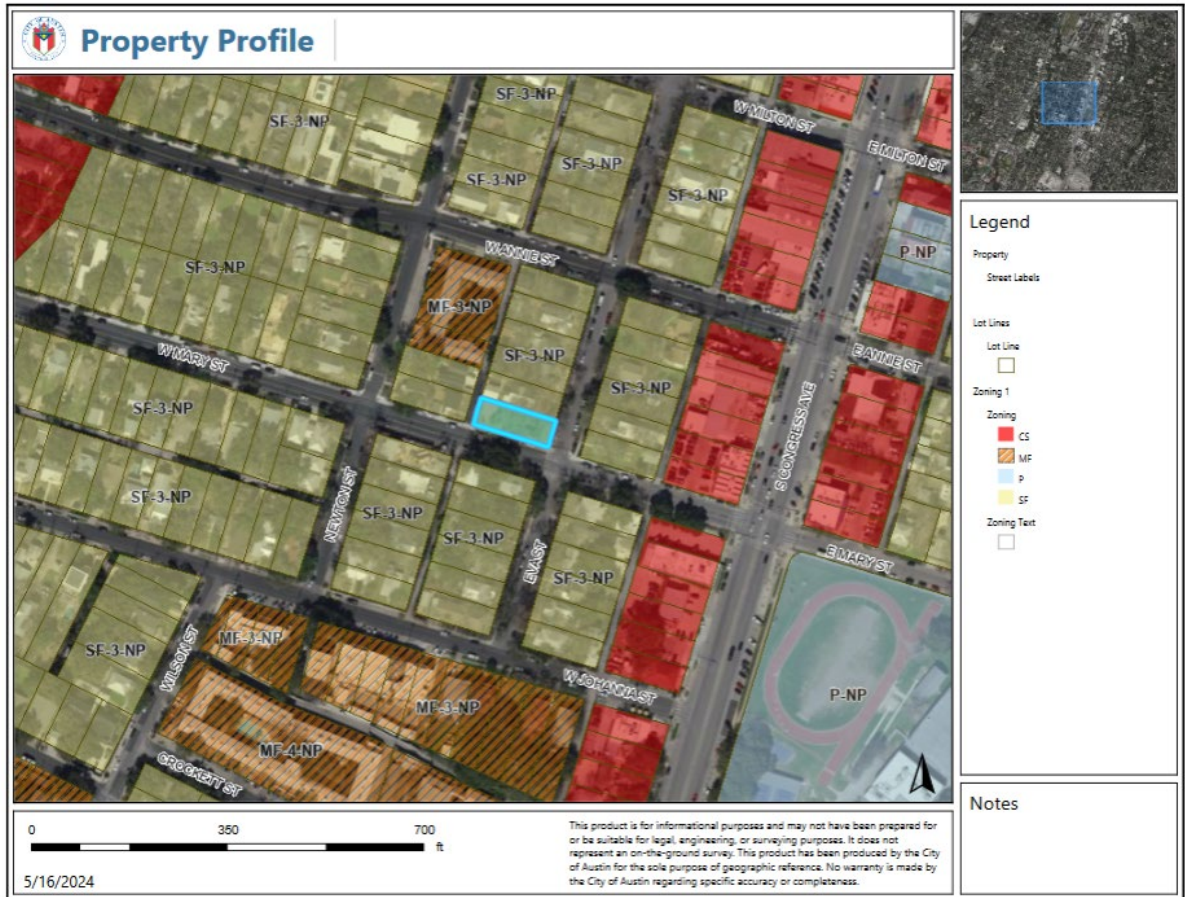 Property Profile
SF-3-NP
SF-3-NP
W MILTON ST
E MILTON ST
SF-3-NP
SF-3-NP
SF-3-NP
W ANNIE ST
P-NP
SF-3-NP
MF-3-NP
W MARY ST
SF-3-NP
E ANNIE ST
SF-3-NP
SF-3-NP
S CONGRESS AVE
SF-3-NP
NEWTON ST
SF-3-NP
SF-3-NP
EVA ST
SF-3-NP
E MARY ST
SF-3-NP
WILSON ST
MF-3-NP
W JOHANNA ST
MF-3-NP
P-NP
MF-4-NP
CROCKETT ST
Legend
Property
Street Labels
Lot Lines
Lot Line
Zoning 1
Zoning
CS
MF
P
SF
Zoning Text
Notes
0 350 700
ft
5/16/2024
This product is for informational purposes and may not have been prepared for
or be suitable for legal, engineering, or surveying purposes. It does not
represent an on-the-ground survey. This product has been produced by the City
of Austin for the sole purpose of geographic reference. No warranty is made by
the City of Austin regarding specific accuracy or completeness.